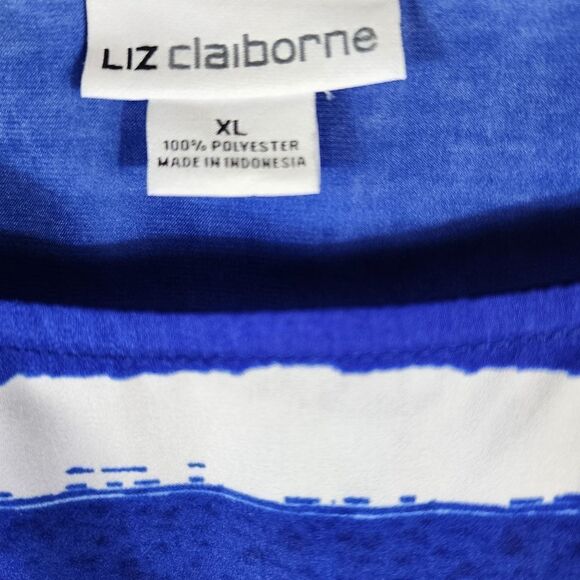 LIZ claiborne
XL
100% POLYESTER
MADE IN INDONESIA